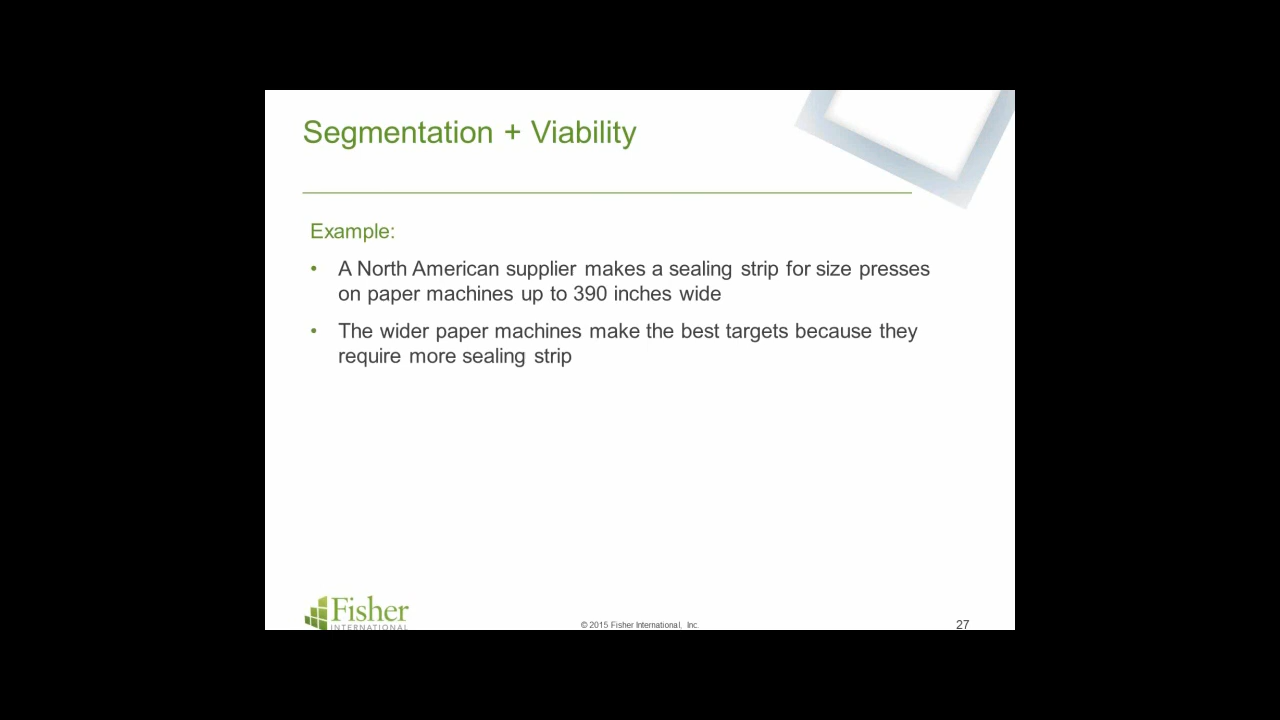 Segmentation + Viability
Example:
• A North American supplier makes a sealing strip for size presses
on paper machines up to 390 inches wide
• The wider paper machines make the best targets because they
require more sealing strip
Fisher
INTERNATIONAL
© 2015 Fisher International, Inc.
27